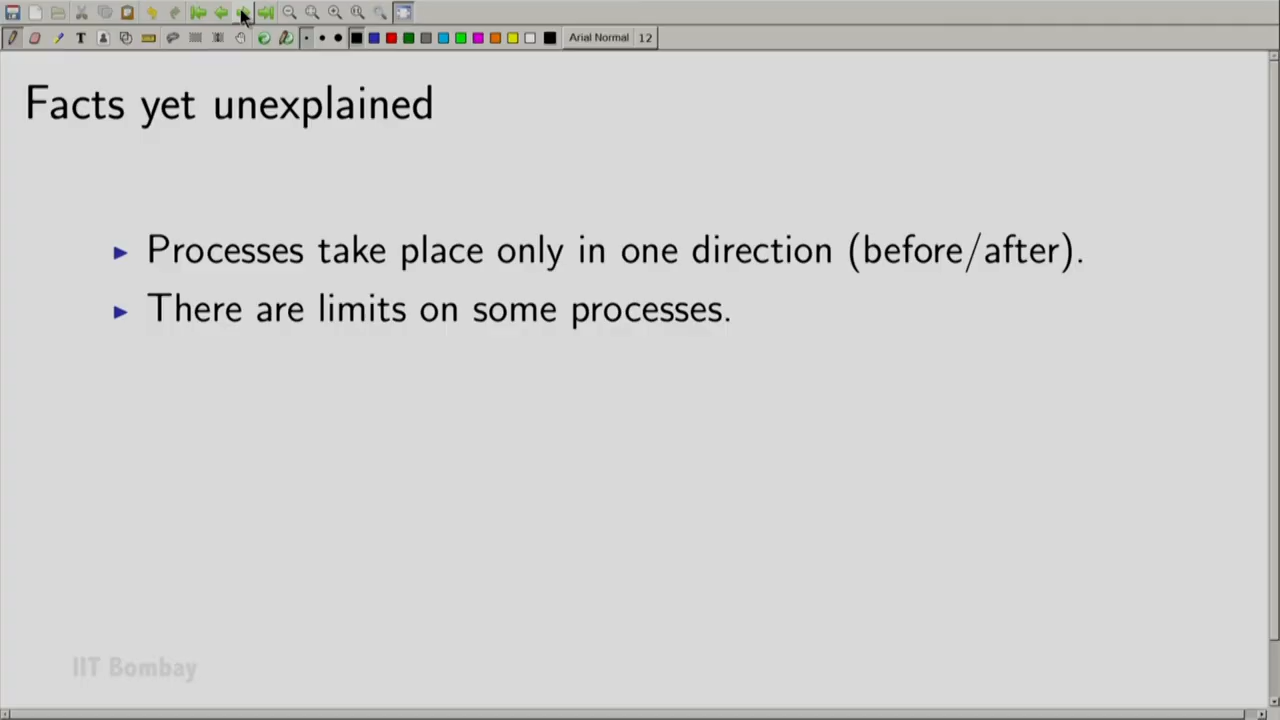 T
Arial Normal 12
Facts yet unexplained
▶ Processes take place only in one direction (before/after).
▶ There are limits on some processes.
IIT Bombay